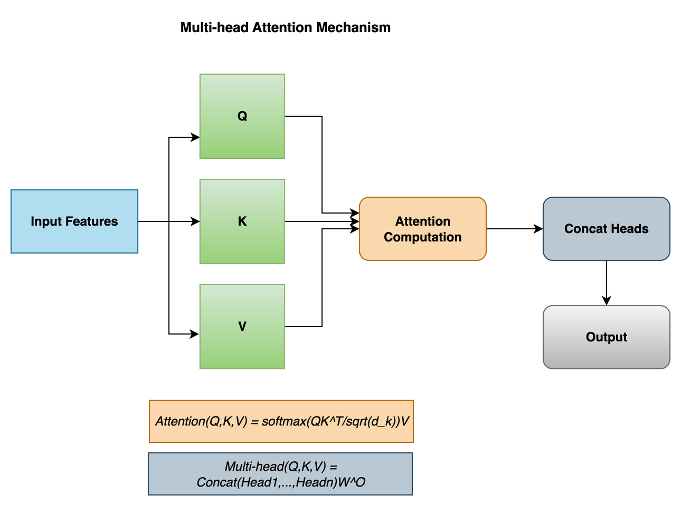 Multi-head Attention Mechanism
Q
Input Features
K
V
Attention
Computation
Concat Heads
Output
Attention(Q,K,V) = softmax(QK^T/sqrt(d_k))V
Multi-head(Q,K,V) =
Concat(Head1,...,Headn)W^O